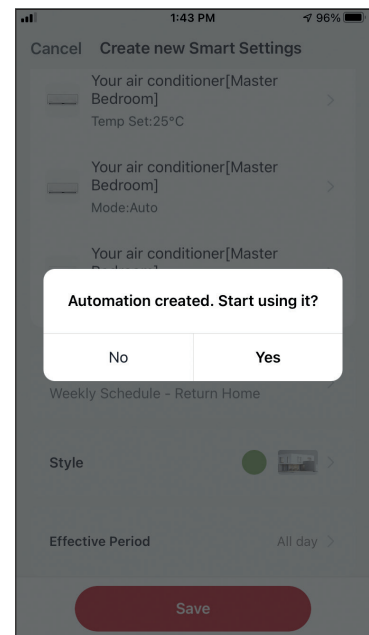 1:43 PM
96%
Cancel
Create new Smart Settings
Your air conditioner[Master
Bedroom]
Temp Set:25°C
Your air conditioner[Master
Bedroom]
Mode:Auto
Your air conditioner[Master
Automation created. Start using it?
No
Yes
Weekly Schedule - Return Home
Style
Effective Period
All day
Save